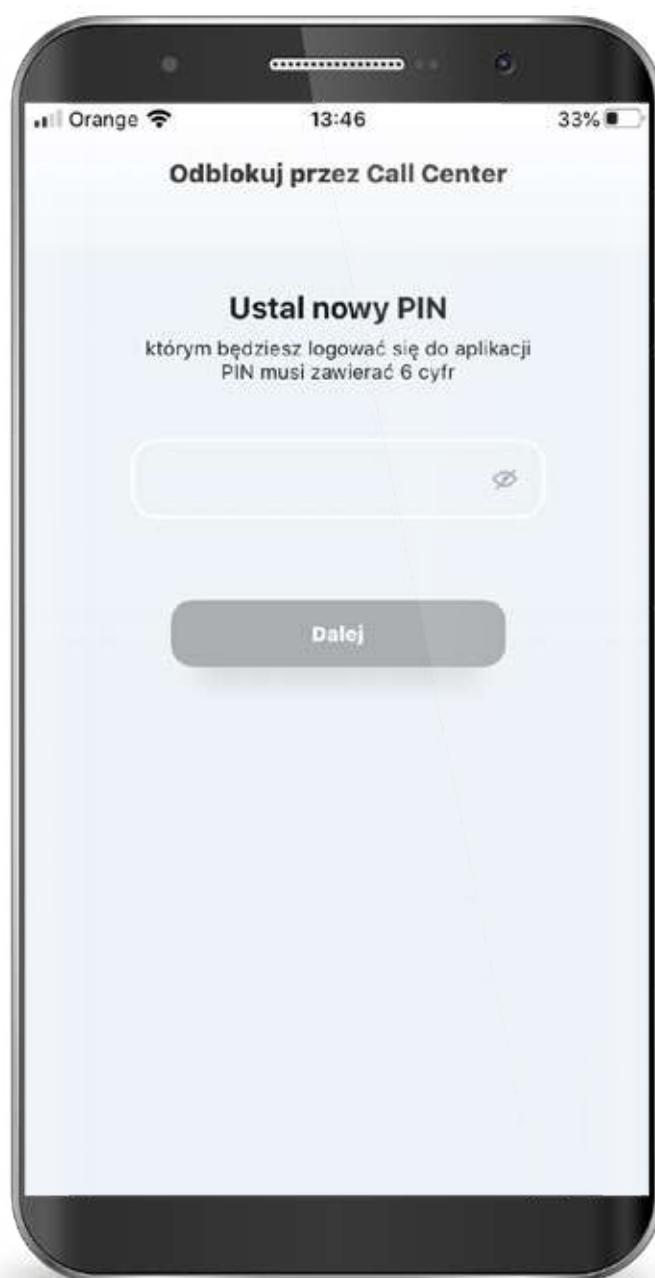 Orange 13:46 33%
Odblokuj przez Call Center
Ustal nowy PIN
którym będziesz logować się do aplikacji
PIN musi zawierać 6 cyfr
Dalej